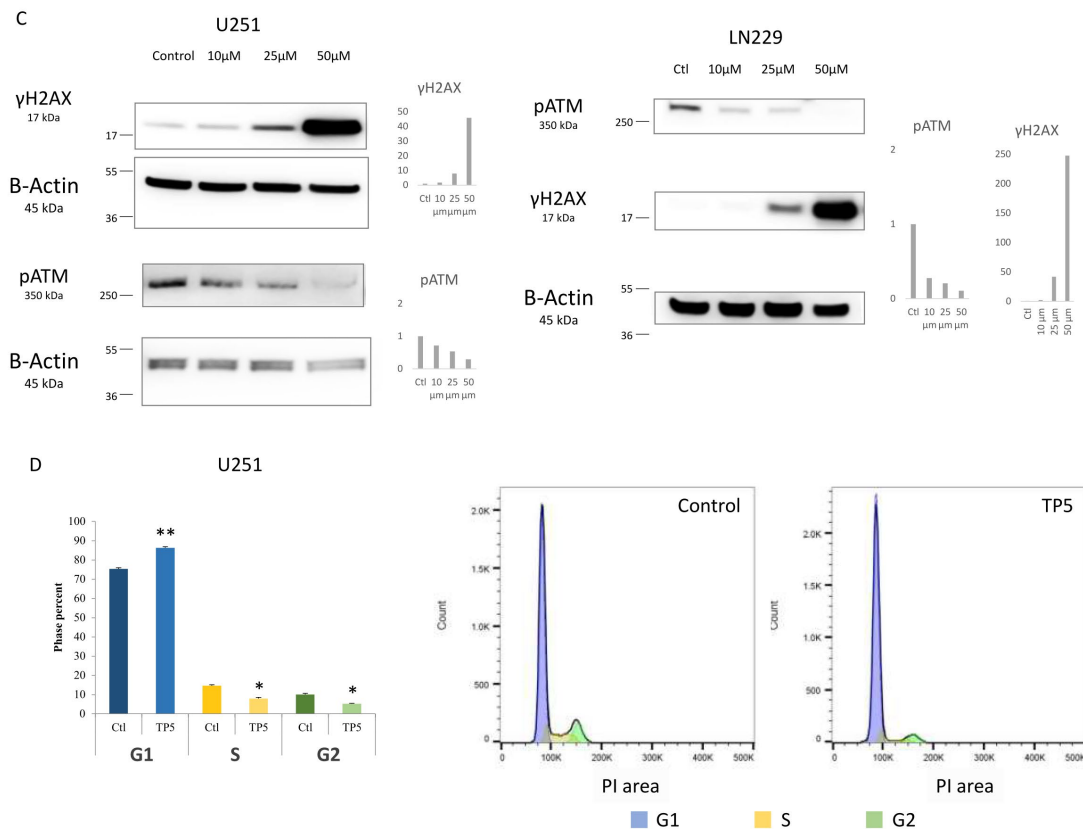 C
U251
Control 10µM 25µM 50µM
γH2AX
17 kDa
17
B-Actin
45 kDa
55
36
γH2AX
50
40
30
20
10
0
Ctl 10 25 50
µm µm µm
pATM
350 kDa
250
B-Actin
45 kDa
55
36
pATM
2
1
0
Ctl 10 25 50
µm µm µm
LN229
Ctl 10µM 25µM 50µM
pATM
350 kDa
250
γH2AX
17 kDa
17
B-Actin
45 kDa
55
36
pATM
2
1
0
Ctl 10 25 50
µm µm µm
γH2AX
250
200
150
100
50
0
Ctl
10 µm
25 µm
50 µm
D
U251
Phase percent
100
90
80
70
60
50
40
30
20
10
0
**
*
*
Ctl TP5 Ctl TP5 Ctl TP5
G1 S G2
Control
Count
2.0K
1.5K
1.0K
500
0
0 100K 200K 300K 400K 500K
PI area
TP5
Count
2.0K
1.5K
1.0K
500
0
0 100K 200K 300K 400K 500K
PI area
G1 S G2